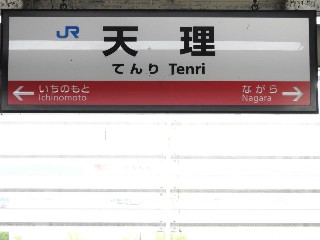 JR 天理
てんり Tenri
← いちのもと ながら →
Ichinomoto Nagara